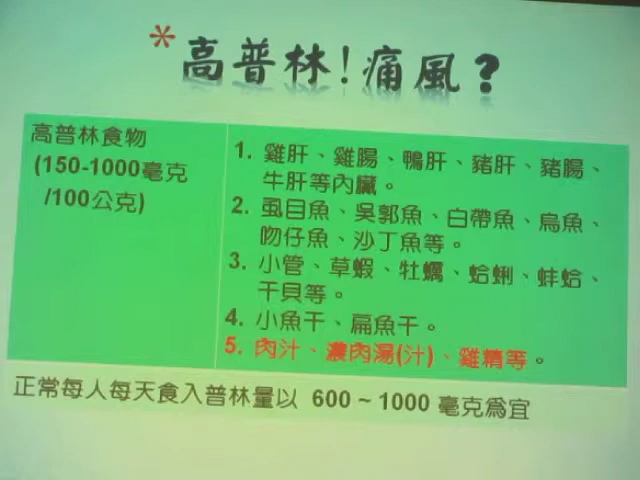 *高普林!痛風?
高普林食物
(150-1000毫克
/100公克)
1. 雞肝、雞腸、鴨肝、豬肝、豬腸、
牛肝等內臟。
2. 虱目魚、吳郭魚、白帶魚、烏魚、
吻仔魚、沙丁魚等。
3. 小管、草蝦、牡蠣、蛤蜊、蚌蛤、
干貝等。
4. 小魚干、扁魚干。
5. 肉汁、濃肉湯(汁)、雞精等。
正常每人每天食入普林量以 600 ~ 1000 毫克為宜